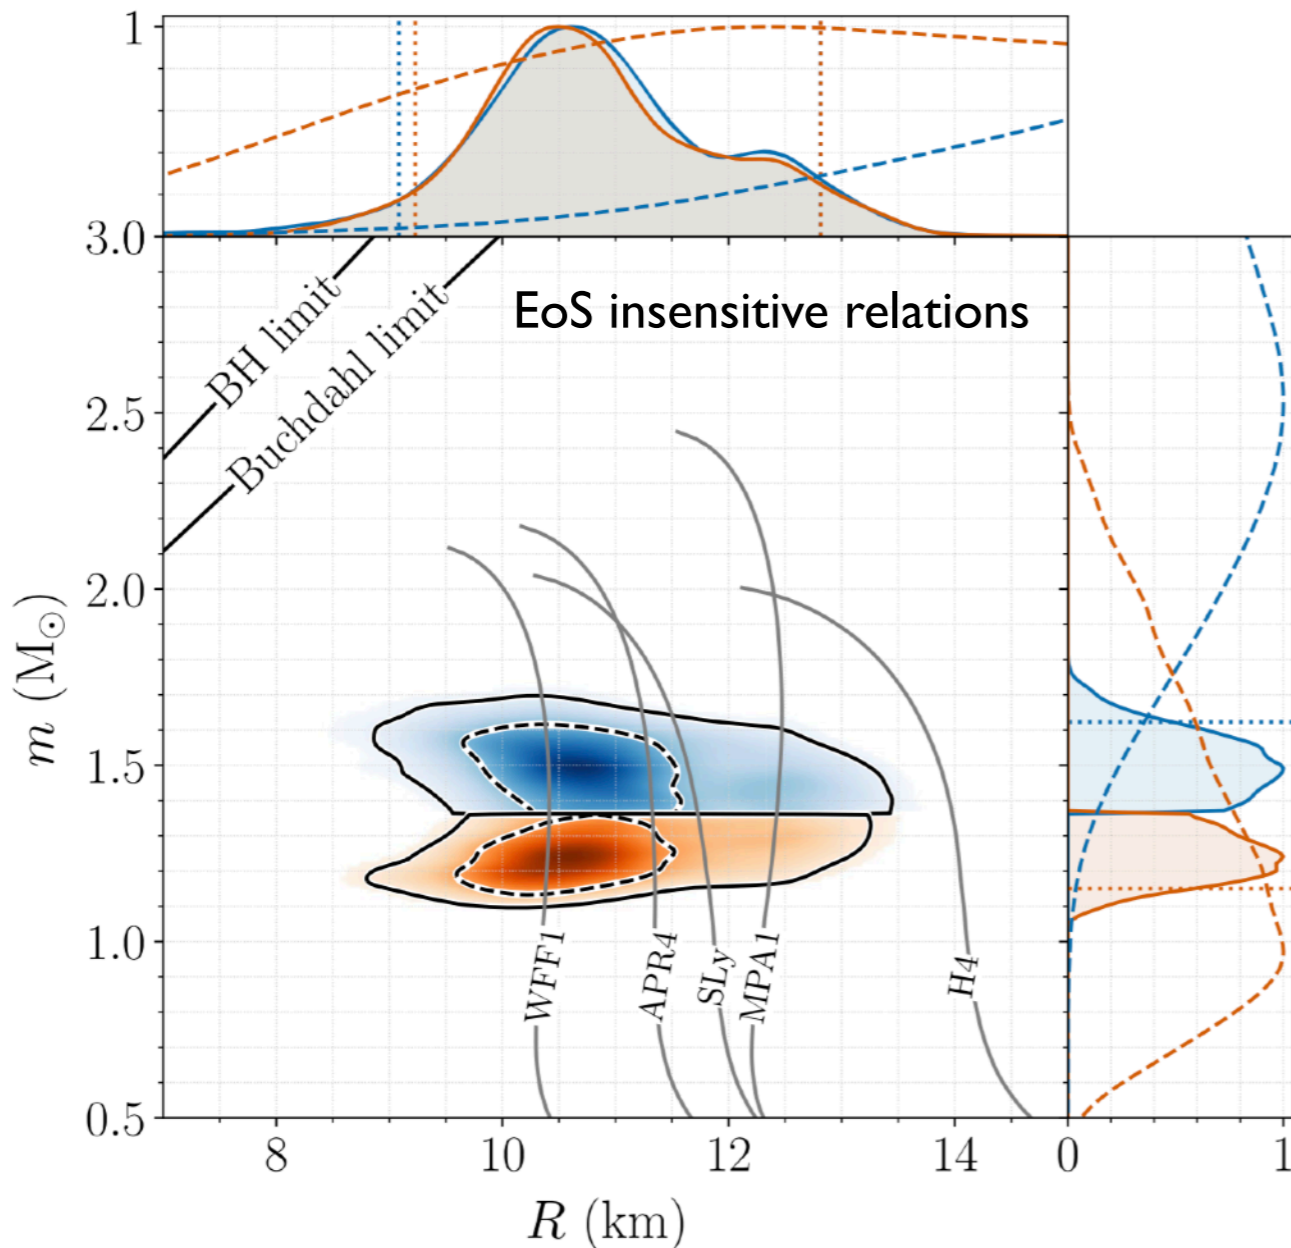 1
3.0
BH limit
Buchdahl limit
EoS insensitive relations
2.5
2.0
1.5
1.0
0.5
m (M⊙)
WFF1
APR4
SLy
MPA1
H4
8
10
12
14
0
1
R (km)